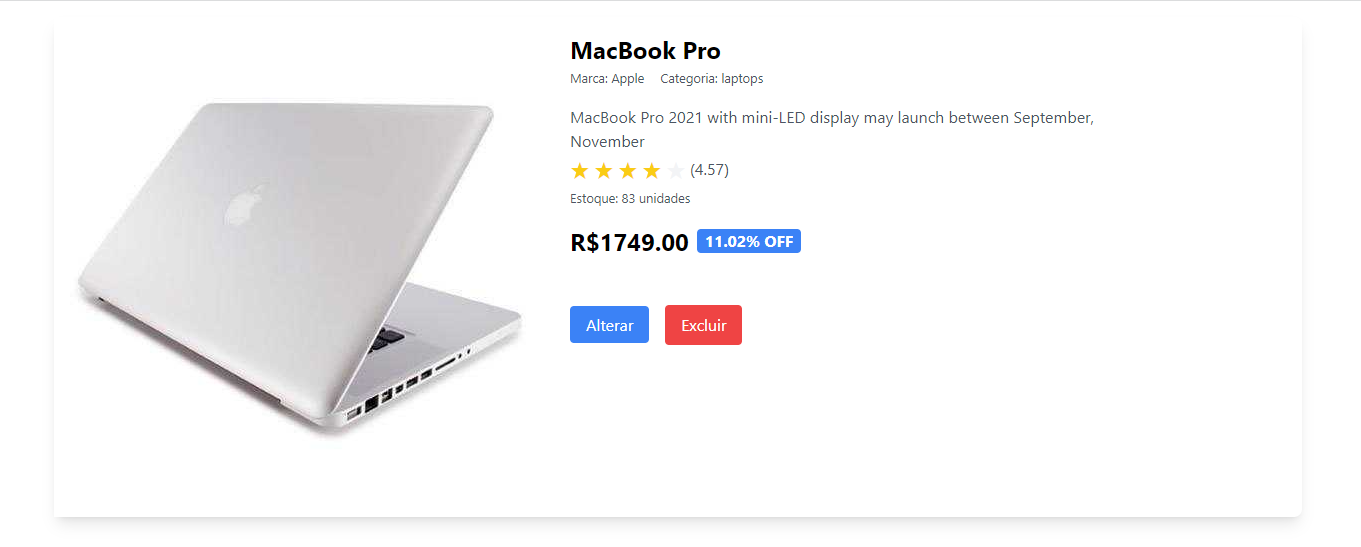 MacBook Pro
Marca: Apple Categoria: laptops
MacBook Pro 2021 with mini-LED display may launch between September,
November
(4.57)
Estoque: 83 unidades
R$1749.00 11.02% OFF
Alterar Excluir